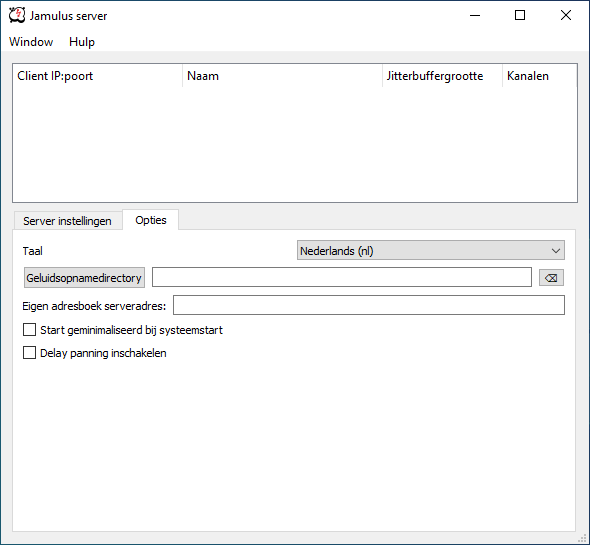 Jamulus server
Window Hulp
Client IP:poort Naam Jitterbuffergrootte Kanalen
Server instellingen Opties
Taal Nederlands (nl)
Geluidsopnamedirectory
Eigen adresboek serveradres:
Start geminimaliseerd bij systeemstart
Delay panning inschakelen